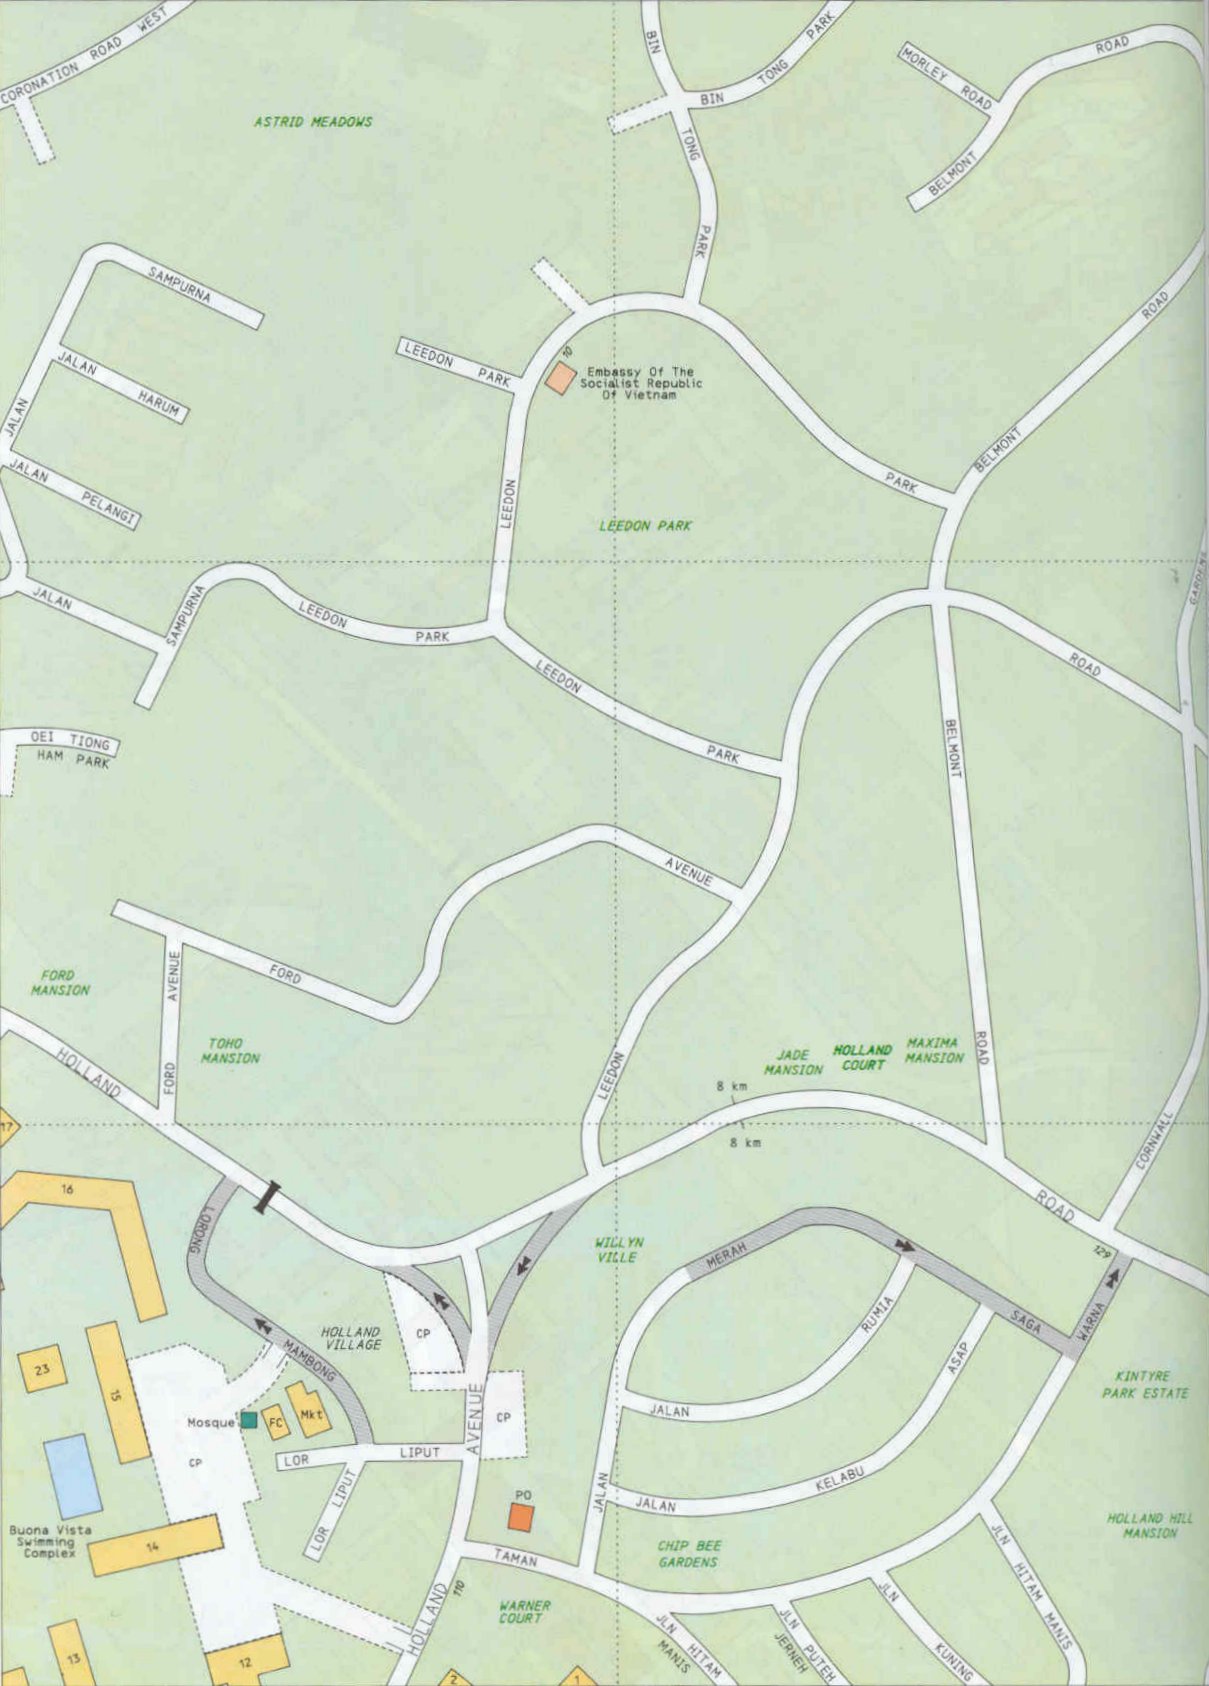 CORONATION ROAD WEST
ASTRID MEADOWS
BIN
TONG
PARK
BIN TONG PARK
MORLEY ROAD
BELMONT
ROAD
SAMPURNA
JALAN
JALAN HARUM
JALAN PELANGI
JALAN
SAMPURNA
LEEDON PARK
10
Embassy Of The
Socialist Republic
Of Vietnam
LEEDON
LEEDON PARK
PARK
BELMONT
ROAD
GARDENS
LEEDON
PARK
LEEDON
PARK
ROAD
OEI TIONG
HAM PARK
BELMONT
ROAD
AVENUE
FORD
FORD
MANSION
FORD AVENUE
TOHO
MANSION
HOLLAND
LEEDON
JADE
MANSION
HOLLAND
COURT
MAXIMA
MANSION
8 km
8 km
CORNWALL
ROAD
129
17
16
LORONG
MAMBONG
HOLLAND
VILLAGE
CP
WILLYN
VILLE
MERAH
SAGA
WARNA
RUMIA
ASAP
JALAN
KINTYRE
PARK ESTATE
23
15
Mosque
FC
Mkt
CP
CP
AVENUE
LOR
LIPUT
LOR LIPUT
PO
JALAN
JALAN
KELABU
CHIP BEE
GARDENS
HOLLAND HILL
MANSION
Buona Vista
Swimming
Complex
14
TAMAN
WARNER
COURT
HOLLAND
110
JLN HITAM
MANIS
JLN PUTEH
JERNEH
JLN
KUNING
JLN HITAM MANIS
13
12
2
1